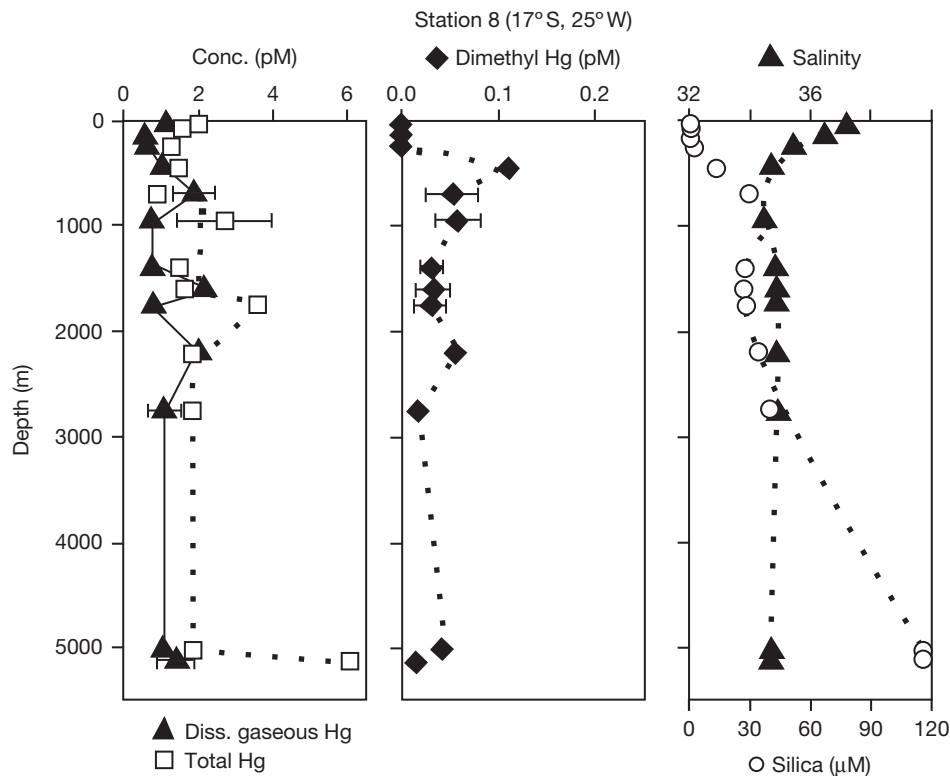 Station 8 (17° S, 25° W)
Conc. (pM)
Dimethyl Hg (pM)
Salinity
0 2 4 6
0.0 0.1 0.2
32 36
0
1000
2000
3000
4000
5000
Depth (m)
0 30 60 90 120
Diss. gaseous Hg
Total Hg
Silica (μM)